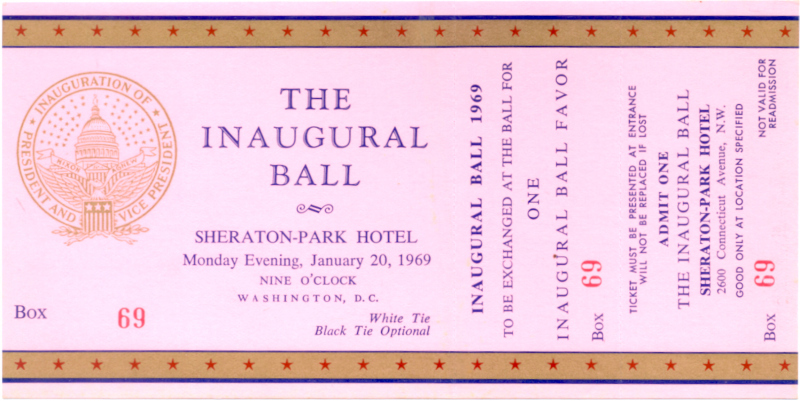 INAUGURATION OF
PRESIDENT AND VICE PRESIDENT
THE
INAUGURAL
BALL
SHERATON-PARK HOTEL
Monday Evening, January 20, 1969
NINE O'CLOCK
WASHINGTON, D.C.
White Tie
Black Tie Optional
Box 69
INAUGURAL BALL 1969
TO BE EXCHANGED AT THE BALL FOR
ONE
INAUGURAL BALL FAVOR
Box 69
TICKET MUST BE PRESENTED AT ENTRANCE
WILL NOT BE REPLACED IF LOST
ADMIT ONE
THE INAUGURAL BALL
SHERATON-PARK HOTEL
2600 Connecticut Avenue, N.W.
GOOD ONLY AT LOCATION SPECIFIED
NOT VALID FOR
READMISSION
Box 69